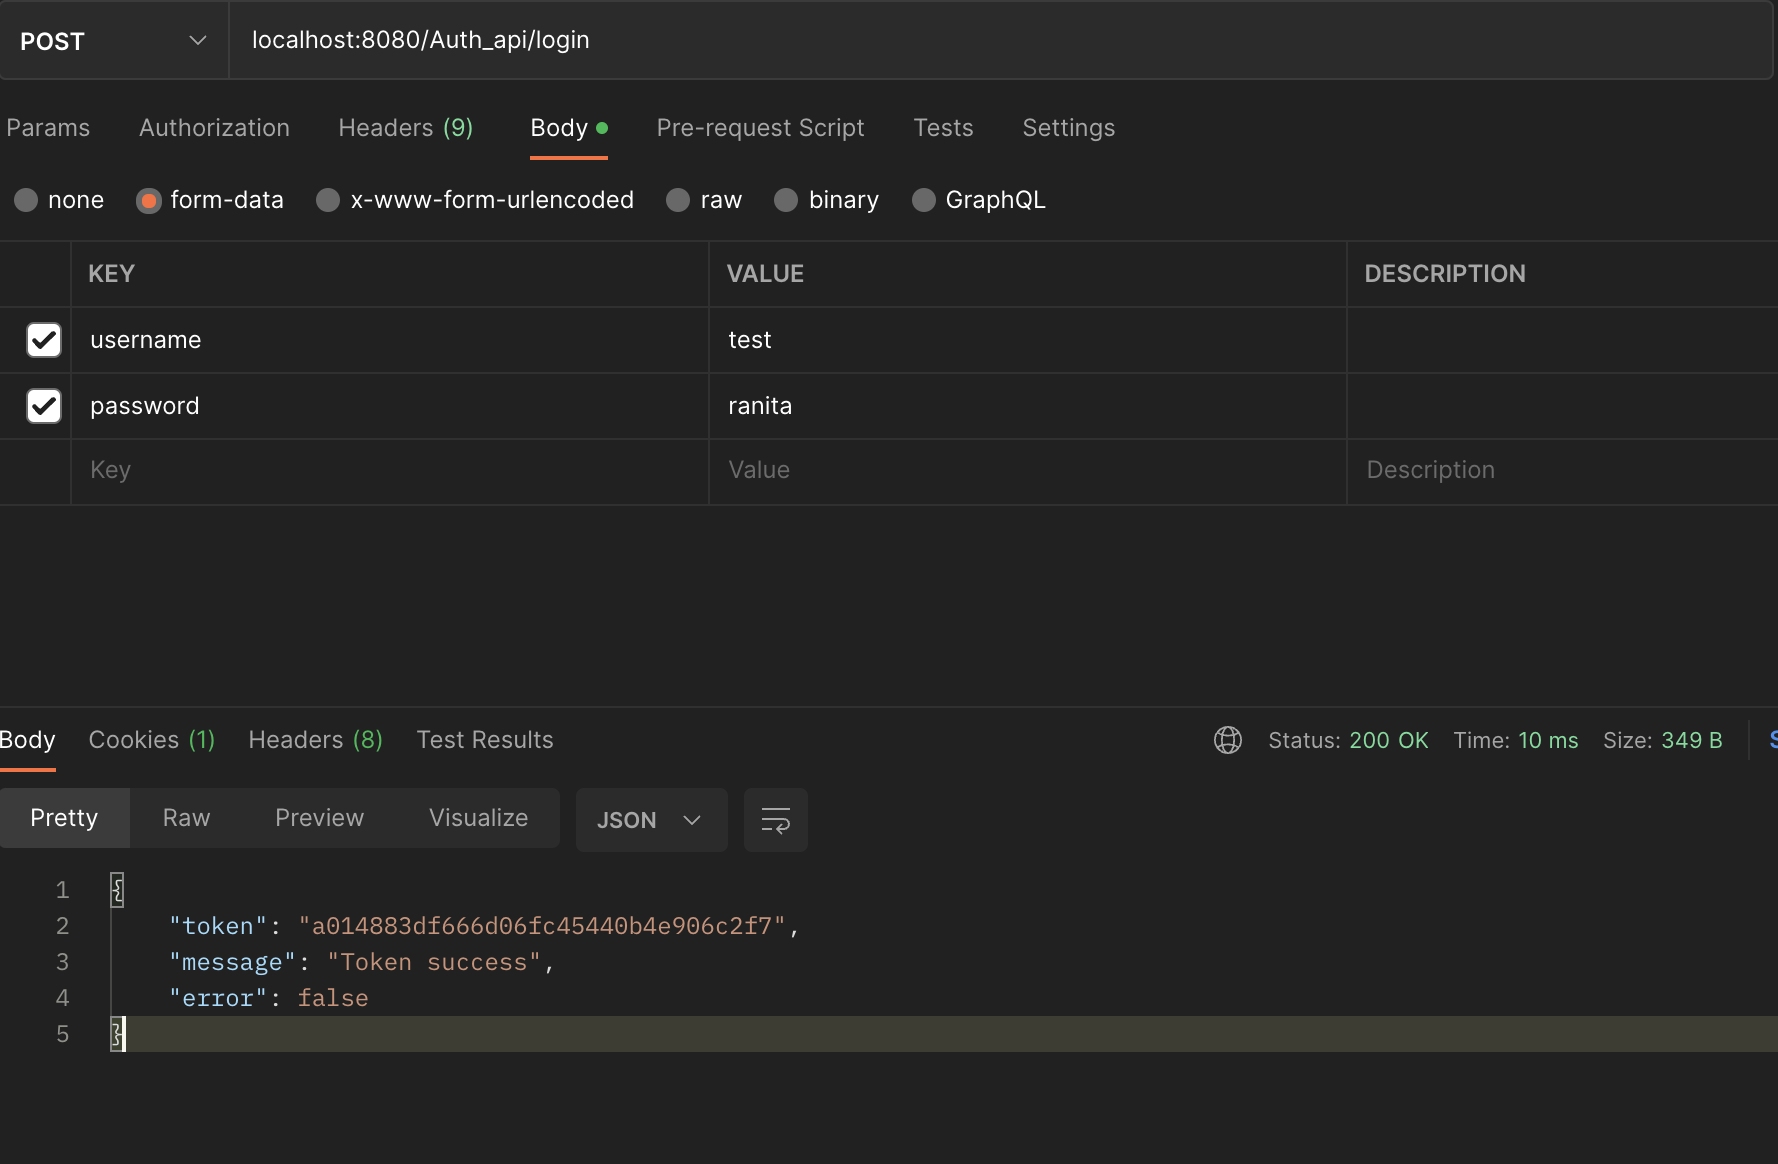 POST localhost:8080/Auth_api/login
Params Authorization Headers (9) Body Pre-request Script Tests Settings
none form-data x-www-form-urlencoded raw binary GraphQL
KEY VALUE DESCRIPTION
username test
password ranita
Key Value Description
Body Cookies (1) Headers (8) Test Results Status: 200 OK Time: 10 ms Size: 349 B
Pretty Raw Preview Visualize JSON
1 {
2 "token": "a014883df666d06fc45440b4e906c2f7",
3 "message": "Token success",
4 "error": false
5 }